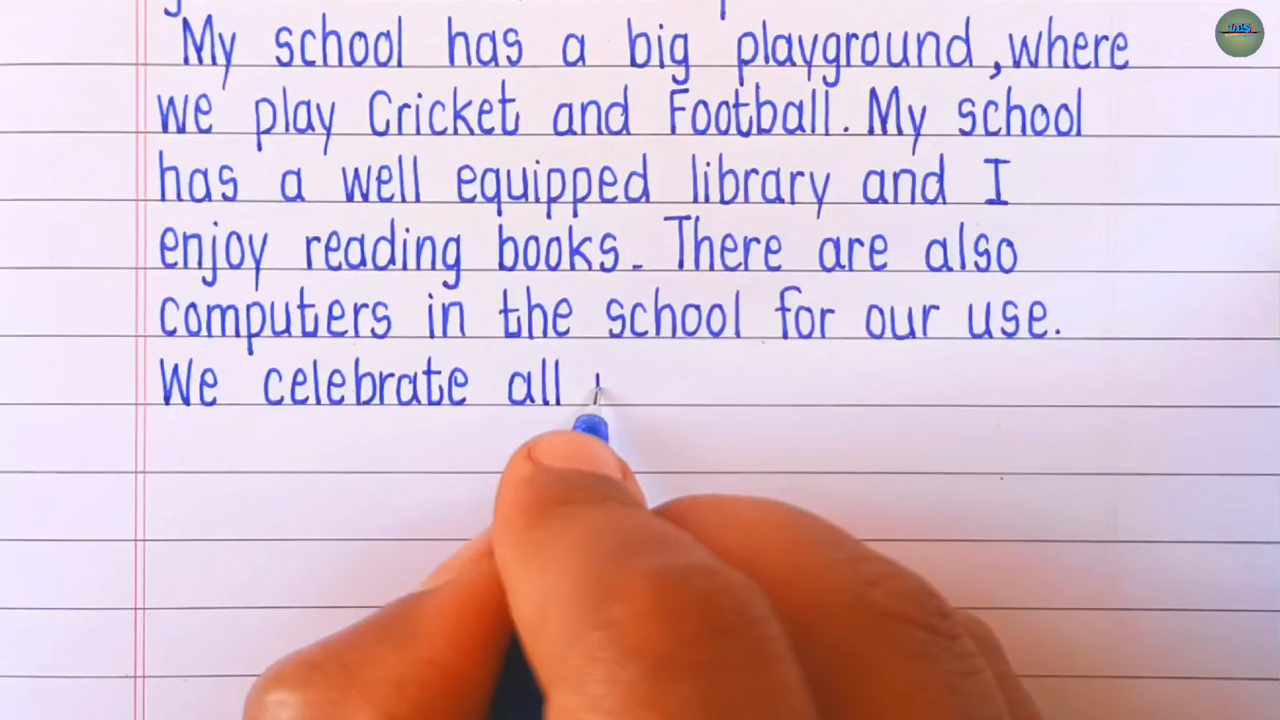 My school has a big playground, where
we play Cricket and Football. My school
has a well equipped library and I
enjoy reading books. There are also
computers in the school for our use.
We celebrate all